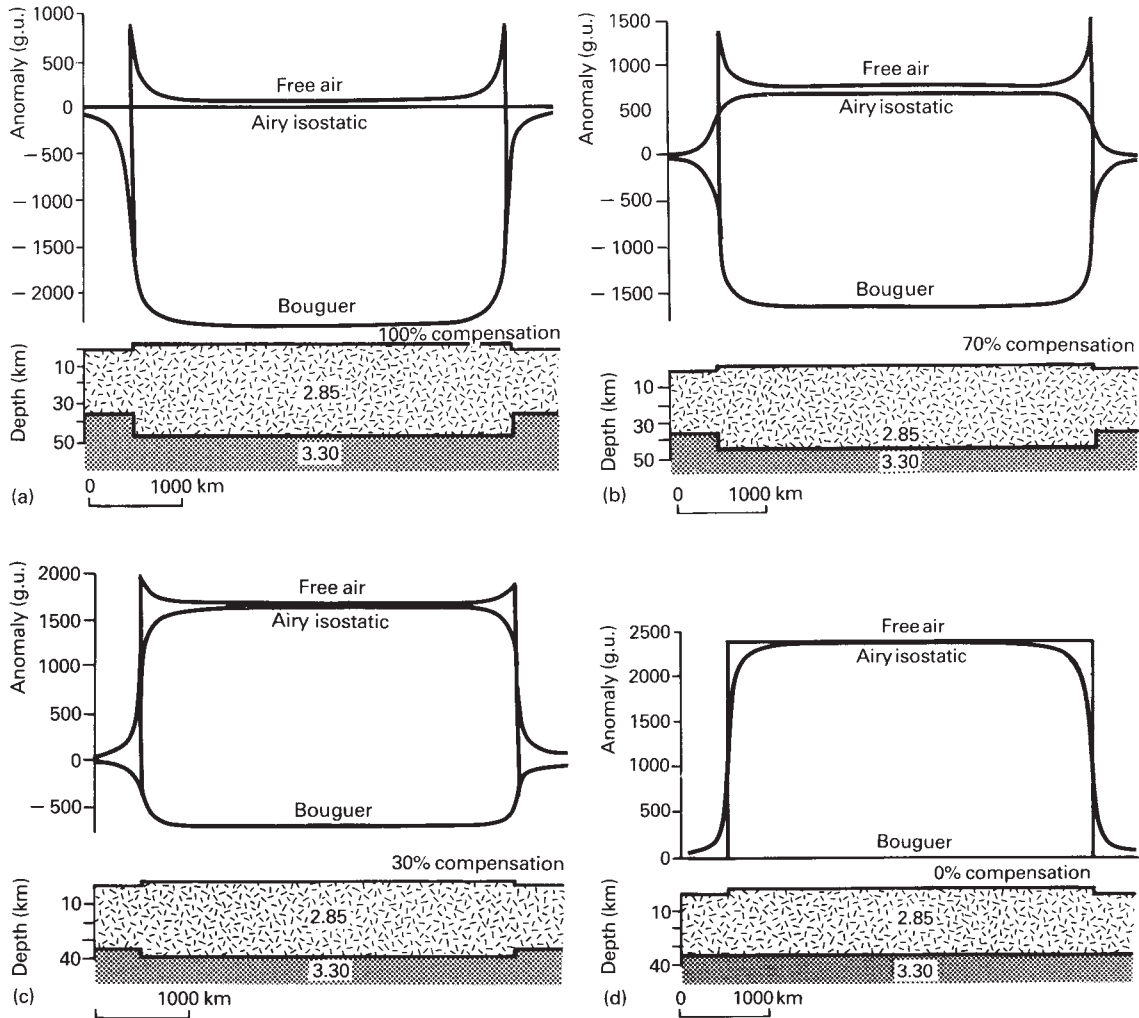 Anomaly (g.u.)
1000
500
0
– 500
– 1000
– 1500
– 2000
Free air
Airy isostatic
Bouguer
100% compensation
Depth (km)
10
30
50
2.85
3.30
(a)
0 1000 km
Anomaly (g.u.)
1500
1000
500
0
– 500
– 1000
– 1500
Free air
Airy isostatic
Bouguer
70% compensation
Depth (km)
10
30
50
2.85
3.30
(b)
0 1000 km
Anomaly (g.u.)
2000
1500
1000
500
0
– 500
Free air
Airy isostatic
Bouguer
30% compensation
Depth (km)
10
40
2.85
3.30
(c)
1000 km
Anomaly (g.u.)
2500
2000
1500
1000
500
0
Free air
Airy isostatic
Bouguer
0% compensation
Depth (km)
10
40
2.85
3.30
(d)
0 1000 km